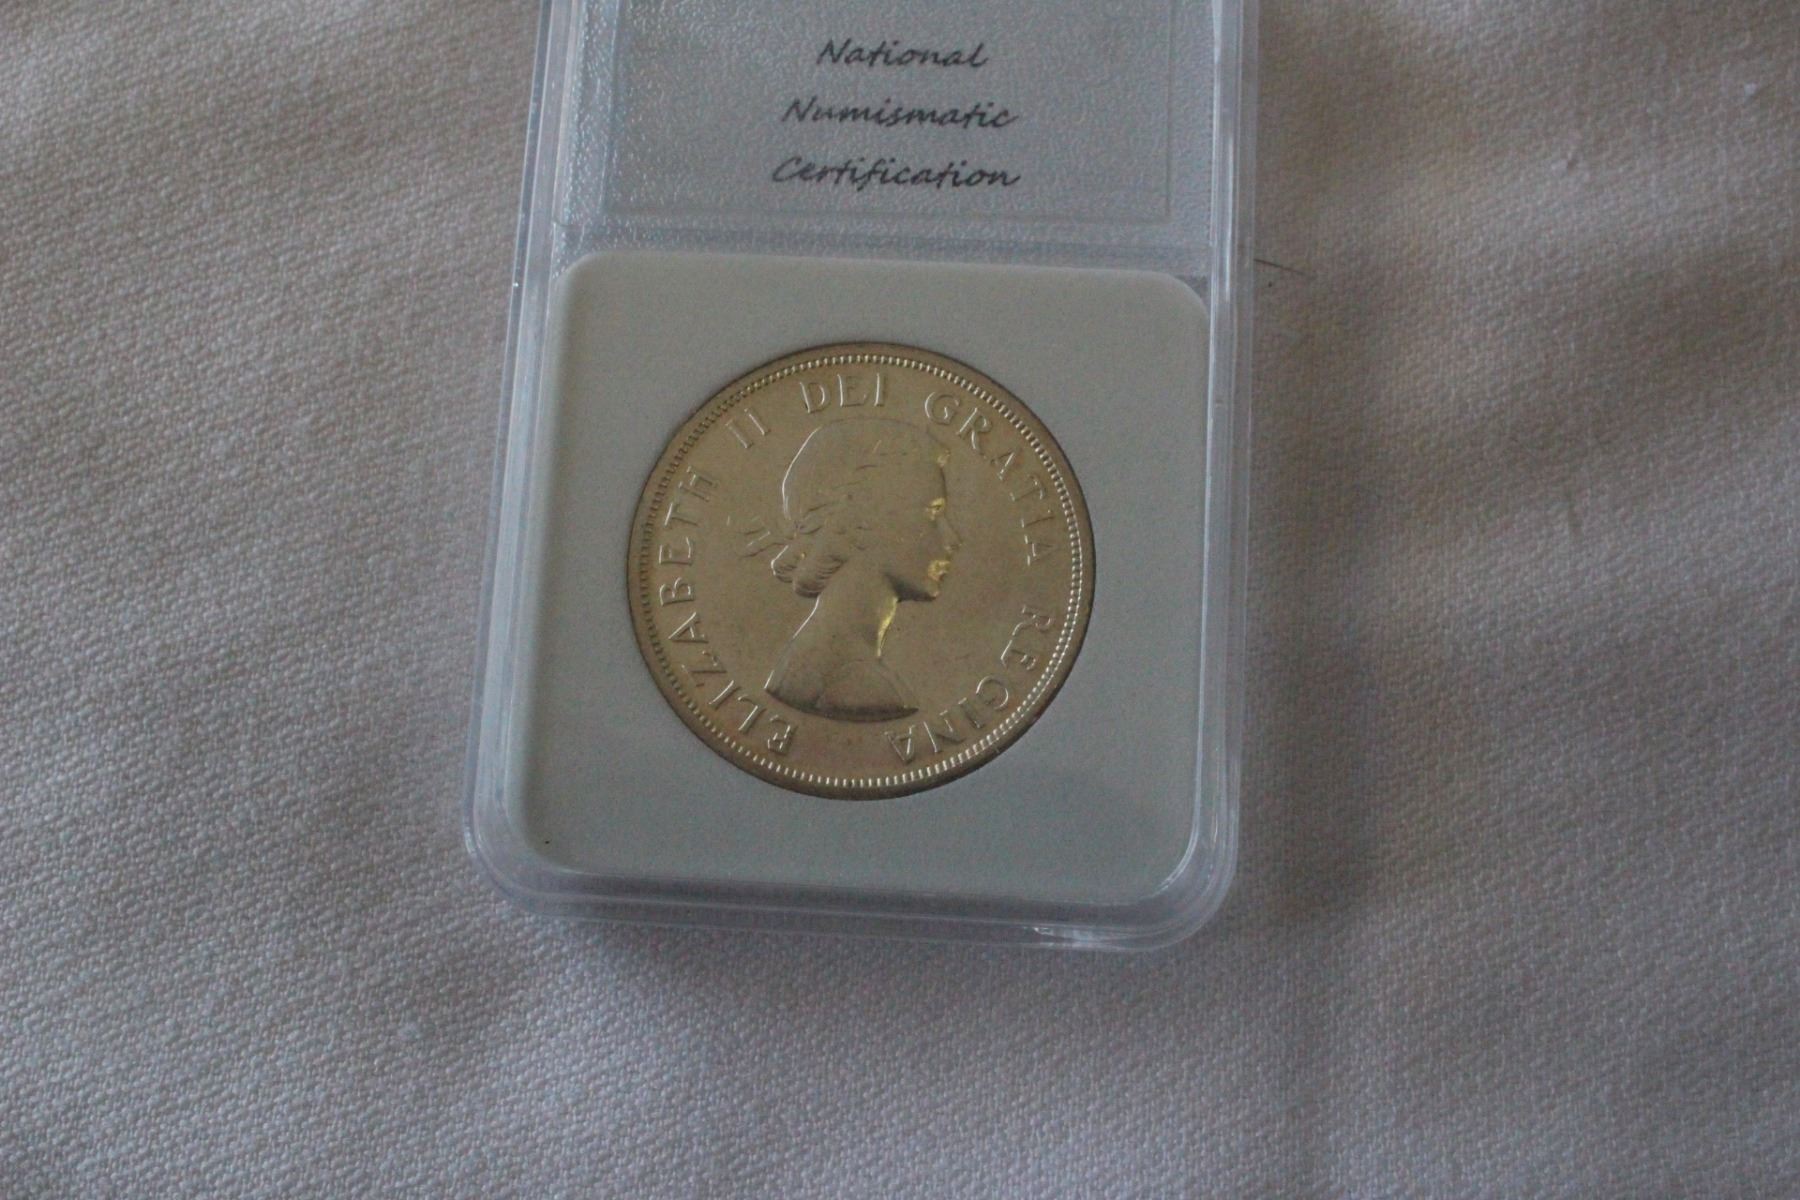 National
Numismatic
Certification
ELIZABETH II DEI GRATIA REGINA